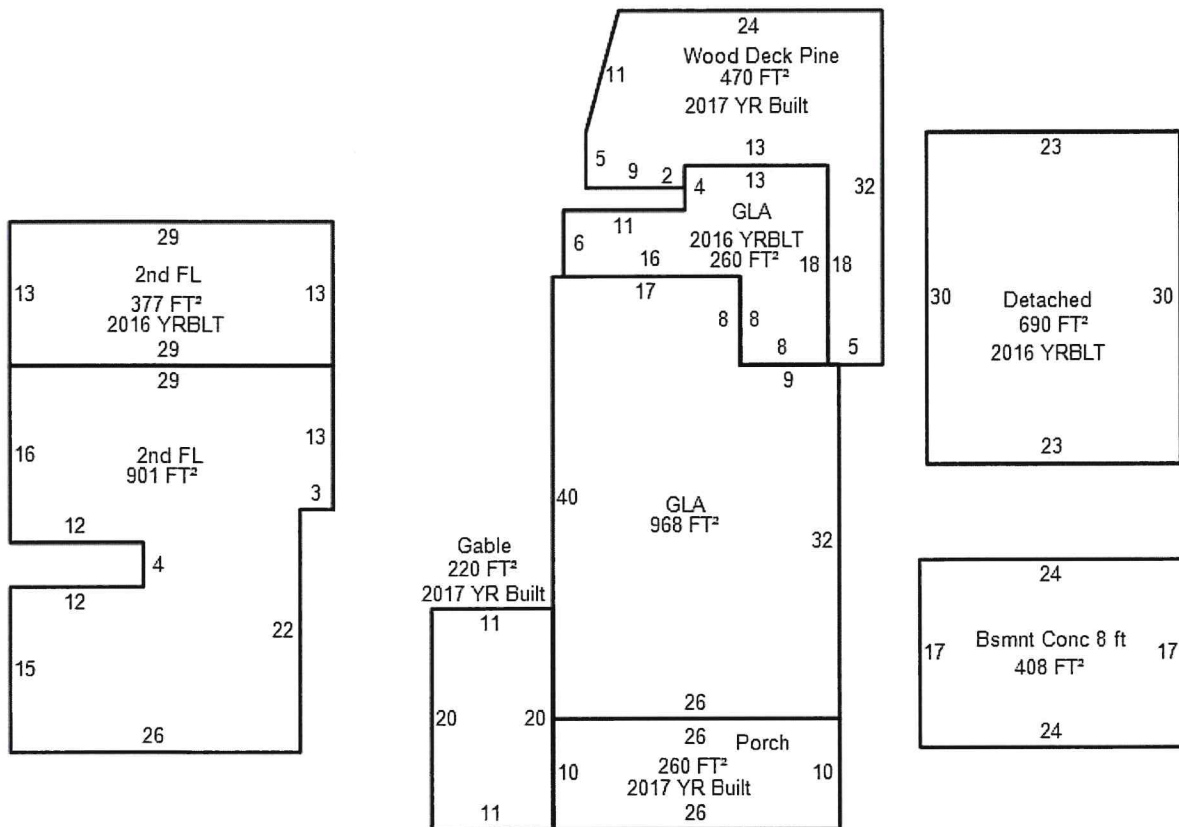 29
2nd FL
13
13
377 FT²
2016 YRBLT
29
29
16
13
2nd FL
901 FT²
3
12
4
12
22
15
26
24
Wood Deck Pine
11
470 FT²
2017 YR Built
13
5
9
2
4
13
32
GLA
11
2016 YRBLT
6
16
260 FT²
18
18
17
8
8
8
5
9
40
GLA
968 FT²
32
Gable
220 FT²
2017 YR Built
11
20
20
11
26
26
Porch
260 FT²
10
10
2017 YR Built
26
23
30
30
Detached
690 FT²
2016 YRBLT
23
24
Bsmnt Conc 8 ft
17
17
408 FT²
24